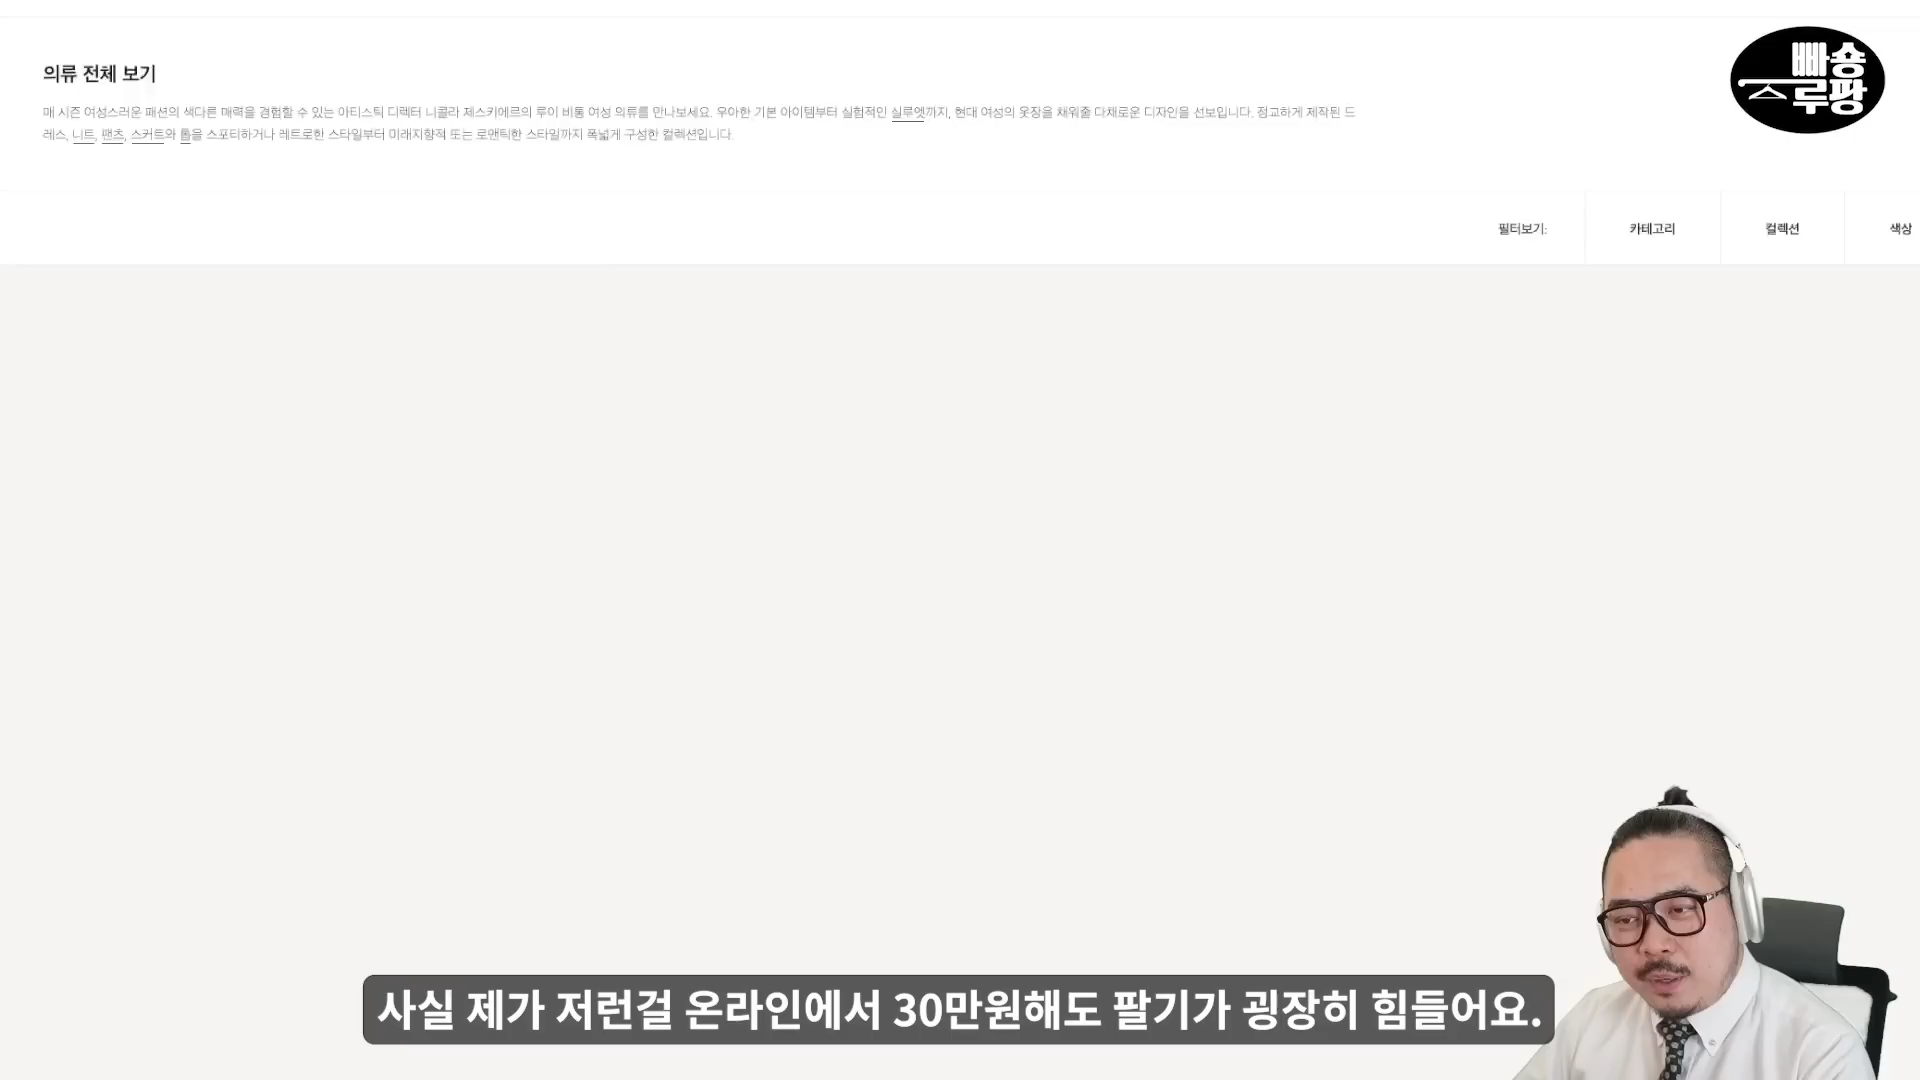 빠숑
루팡
의류 전체 보기
매 시즌 여성스러운 패션의 색다른 매력을 경험할 수 있는 아티스틱 디렉터 니콜라 제스키에르의 루이 비통 여성 의류를 만나보세요. 우아한 기본 아이템부터 실험적인 실루엣까지, 현대 여성의 옷장을 채워줄 다채로운 디자인을 선보입니다. 정교하게 제작된 드
레스, 니트, 팬츠, 스커트와 톱을 스포티하거나 레트로한 스타일부터 미래지향적 또는 로맨틱한 스타일까지 폭넓게 구성한 컬렉션입니다.
필터보기: 카테고리 컬렉션 색상
사실 제가 저런걸 온라인에서 30만원해도 팔기가 굉장히 힘들어요.